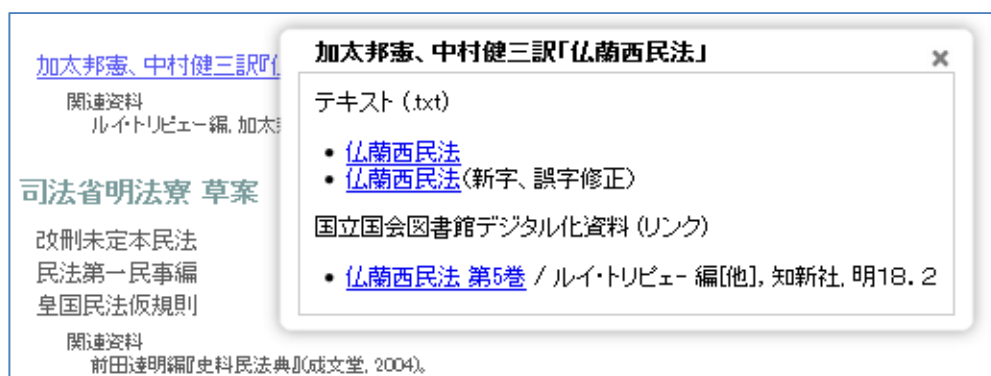 加太邦憲、中村健三訳『仏
関連資料
ルイ・トリピエー編, 加太
司法省明法寮 草案
改刪未定本民法
民法第一民事編
皇国民法仮規則
関連資料
前田達明編『史料民法典』(成文堂, 2004)。
加太邦憲、中村健三訳「仏蘭西民法」
×
テキスト (.txt)
• 仏蘭西民法
• 仏蘭西民法(新字、誤字修正)
国立国会図書館デジタル化資料 (リンク)
• 仏蘭西民法 第5巻 / ルイ・トリピュー 編[他], 知新社, 明18. 2